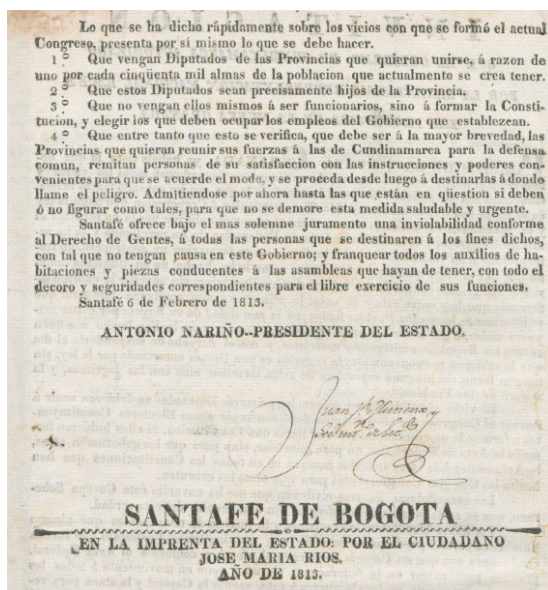 Lo que se ha dicho rápidamente sobre los vicios con que se formó el actual
Congreso, presenta por sí mismo lo que se debe hacer.
1º Que vengan Diputados de las Provincias que quieran unirse, á razon de
uno por cada cinqüenta mil almas de la poblacion que actualmente se crea tener.
2º Que estos Diputados sean precisamente hijos de la Provincia.
3º Que no vengan ellos mismos á ser funcionarios, sinó á formar la Consti-
tucion, y elegir los que deben ocupar los empleos del Gobierno que establezcan.
4º Que entre tanto que esto se verifica, que debe ser á la mayor brevedad, las
Provincias que quieran reunir sus fuerzas á las de Cundinamarca para la defensa
comun, remitan personas de su satisfaccion con las instrucciones y poderes con-
venientes para que se acuerde el modo, y se proceda desde luego á destinarlas á donde
llame el peligro. Admitiendose por ahora hasta las que están en qüestion si deben
ó no figurar como tales, para que no se demore esta medida saludable y urgente.
Santafé ofrece bajo el mas solemne juramento una inviolabilidad conforme
al Derecho de Gentes, á todas las personas que se destinaren á los fines dichos,
con tal que no tengan causa en este Gobierno; y franquear todos los auxilios de ha-
bitaciones y piezas conducentes á las asambleas que hayan de tener, con todo el
decoro y seguridades correspondientes para el libre exercicio de sus funciones.
Santafé 6 de Febrero de 1813.
ANTONIO NARIÑO--PRESIDENTE DEL ESTADO.
Juan
SANTAFE DE BOGOTA
EN LA IMPRENTA DEL ESTADO: POR EL CIUDADANO
JOSE MARIA RIOS.
AÑO DE 1813.